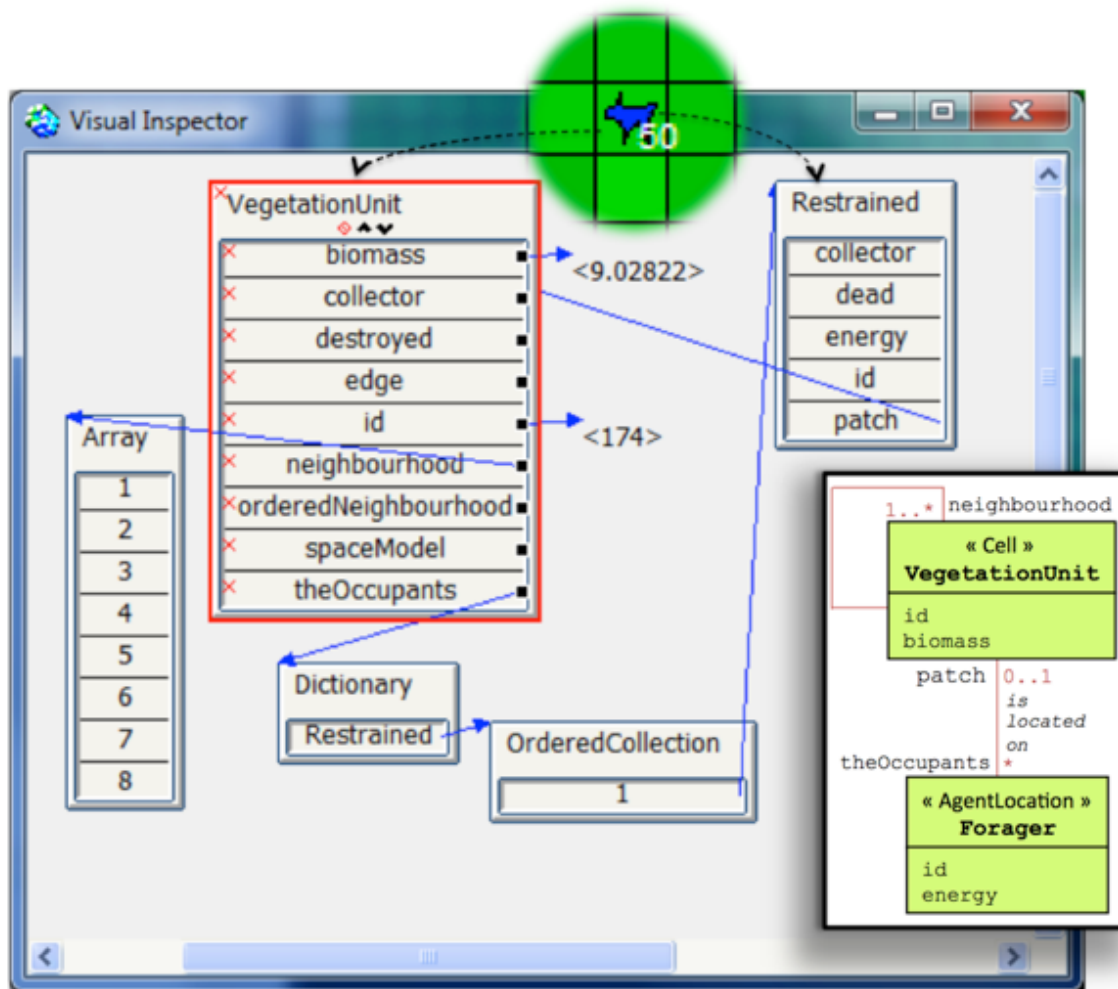 50
Visual Inspector
VegetationUnit
biomass
collector
destroyed
edge
id
neighbourhood
orderedNeighbourhood
spaceModel
theOccupants
<9.02822>
<174>
Restrained
collector
dead
energy
id
patch
Array
1
2
3
4
5
6
7
8
Dictionary
Restrained
OrderedCollection
1
1..* neighbourhood
« Cell »
VegetationUnit
id
biomass
patch 0..1
is
located
on
theOccupants *
« AgentLocation »
Forager
id
energy